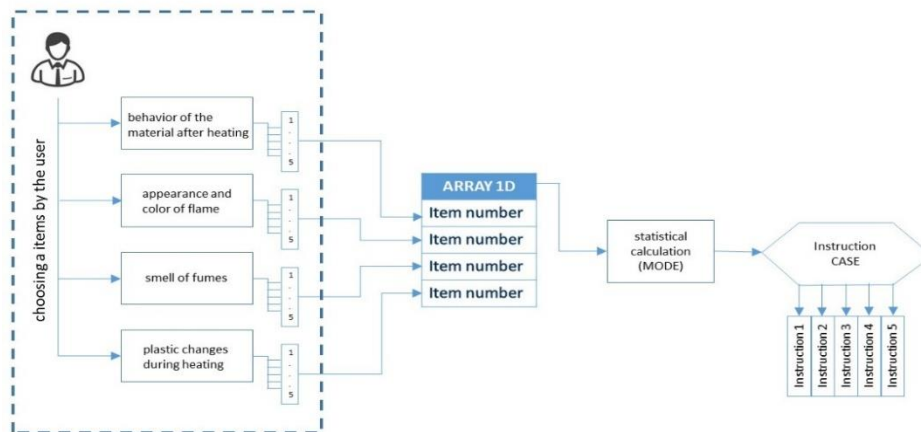 choosing a items by the user
behavior of the
material after heating
1
.
.
.
5
appearance and
color of flame
1
.
.
.
5
smell of fumes
1
.
.
.
5
plastic changes
during heating
1
.
.
.
5
ARRAY 1D
Item number
Item number
Item number
Item number
statistical
calculation
(MODE)
Instruction
CASE
Instruction 1
Instruction 2
Instruction 3
Instruction 4
Instruction 5